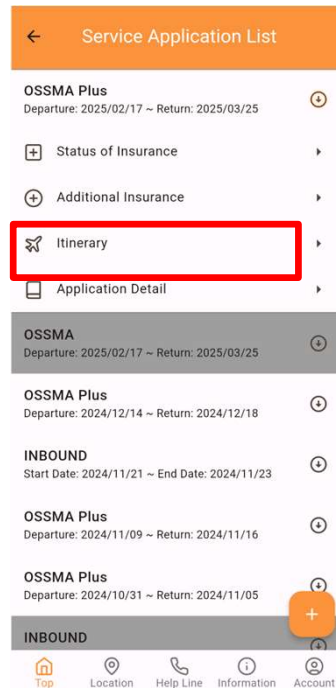 Service Application List
OSSMA Plus
Departure: 2025/02/17 ~ Return: 2025/03/25
Status of Insurance
Additional Insurance
Itinerary
Application Detail
OSSMA
Departure: 2025/02/17 ~ Return: 2025/03/25
OSSMA Plus
Departure: 2024/12/14 ~ Return: 2024/12/18
INBOUND
Start Date: 2024/11/21 ~ End Date: 2024/11/23
OSSMA Plus
Departure: 2024/11/09 ~ Return: 2024/11/16
OSSMA Plus
Departure: 2024/10/31 ~ Return: 2024/11/05
INBOUND
Top Location Help Line Information Account